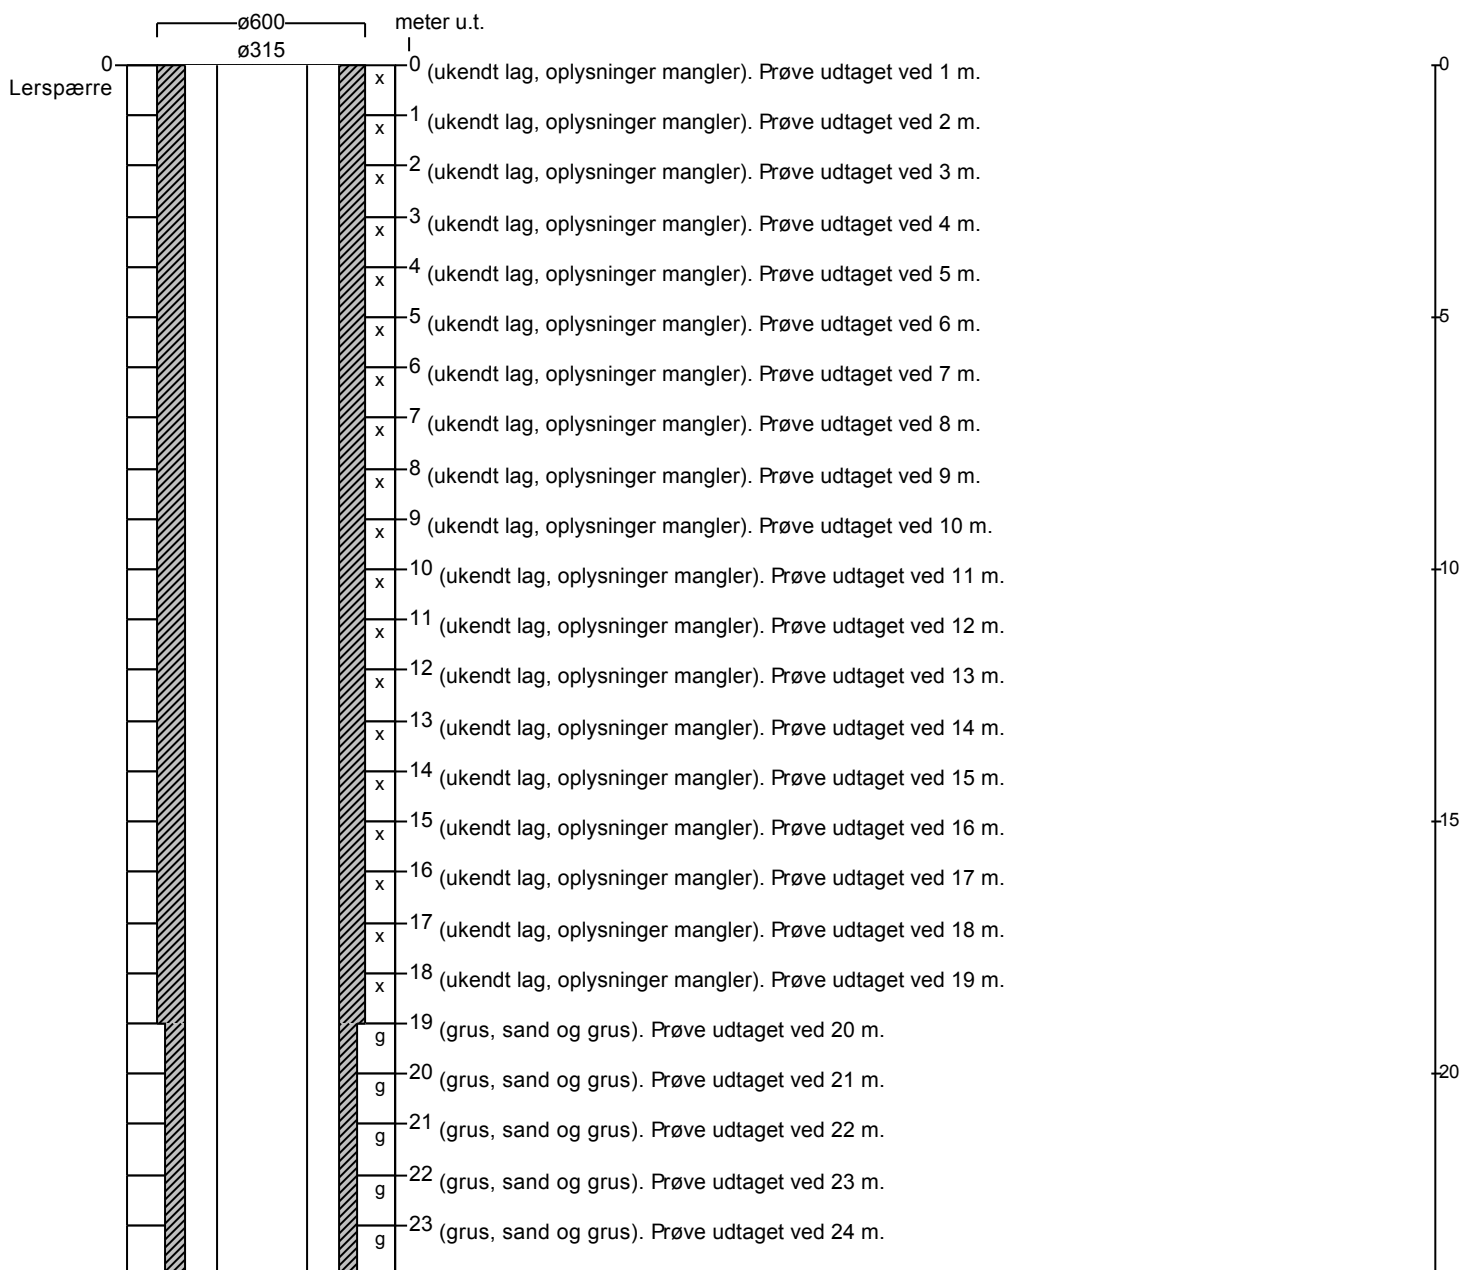 ø600 meter u.t.
ø315
0 0 (ukendt lag, oplysninger mangler). Prøve udtaget ved 1 m. 0
Lerspærre x
1 (ukendt lag, oplysninger mangler). Prøve udtaget ved 2 m.
x
2 (ukendt lag, oplysninger mangler). Prøve udtaget ved 3 m.
x
3 (ukendt lag, oplysninger mangler). Prøve udtaget ved 4 m.
x
4 (ukendt lag, oplysninger mangler). Prøve udtaget ved 5 m.
x
5 (ukendt lag, oplysninger mangler). Prøve udtaget ved 6 m. 5
x
6 (ukendt lag, oplysninger mangler). Prøve udtaget ved 7 m.
x
7 (ukendt lag, oplysninger mangler). Prøve udtaget ved 8 m.
x
8 (ukendt lag, oplysninger mangler). Prøve udtaget ved 9 m.
x
9 (ukendt lag, oplysninger mangler). Prøve udtaget ved 10 m.
x
10 (ukendt lag, oplysninger mangler). Prøve udtaget ved 11 m. 10
x
11 (ukendt lag, oplysninger mangler). Prøve udtaget ved 12 m.
x
12 (ukendt lag, oplysninger mangler). Prøve udtaget ved 13 m.
x
13 (ukendt lag, oplysninger mangler). Prøve udtaget ved 14 m.
x
14 (ukendt lag, oplysninger mangler). Prøve udtaget ved 15 m.
x
15 (ukendt lag, oplysninger mangler). Prøve udtaget ved 16 m. 15
x
16 (ukendt lag, oplysninger mangler). Prøve udtaget ved 17 m.
x
17 (ukendt lag, oplysninger mangler). Prøve udtaget ved 18 m.
x
18 (ukendt lag, oplysninger mangler). Prøve udtaget ved 19 m.
x
19 (grus, sand og grus). Prøve udtaget ved 20 m.
g
20 (grus, sand og grus). Prøve udtaget ved 21 m. 20
g
21 (grus, sand og grus). Prøve udtaget ved 22 m.
g
22 (grus, sand og grus). Prøve udtaget ved 23 m.
g
23 (grus, sand og grus). Prøve udtaget ved 24 m.
g